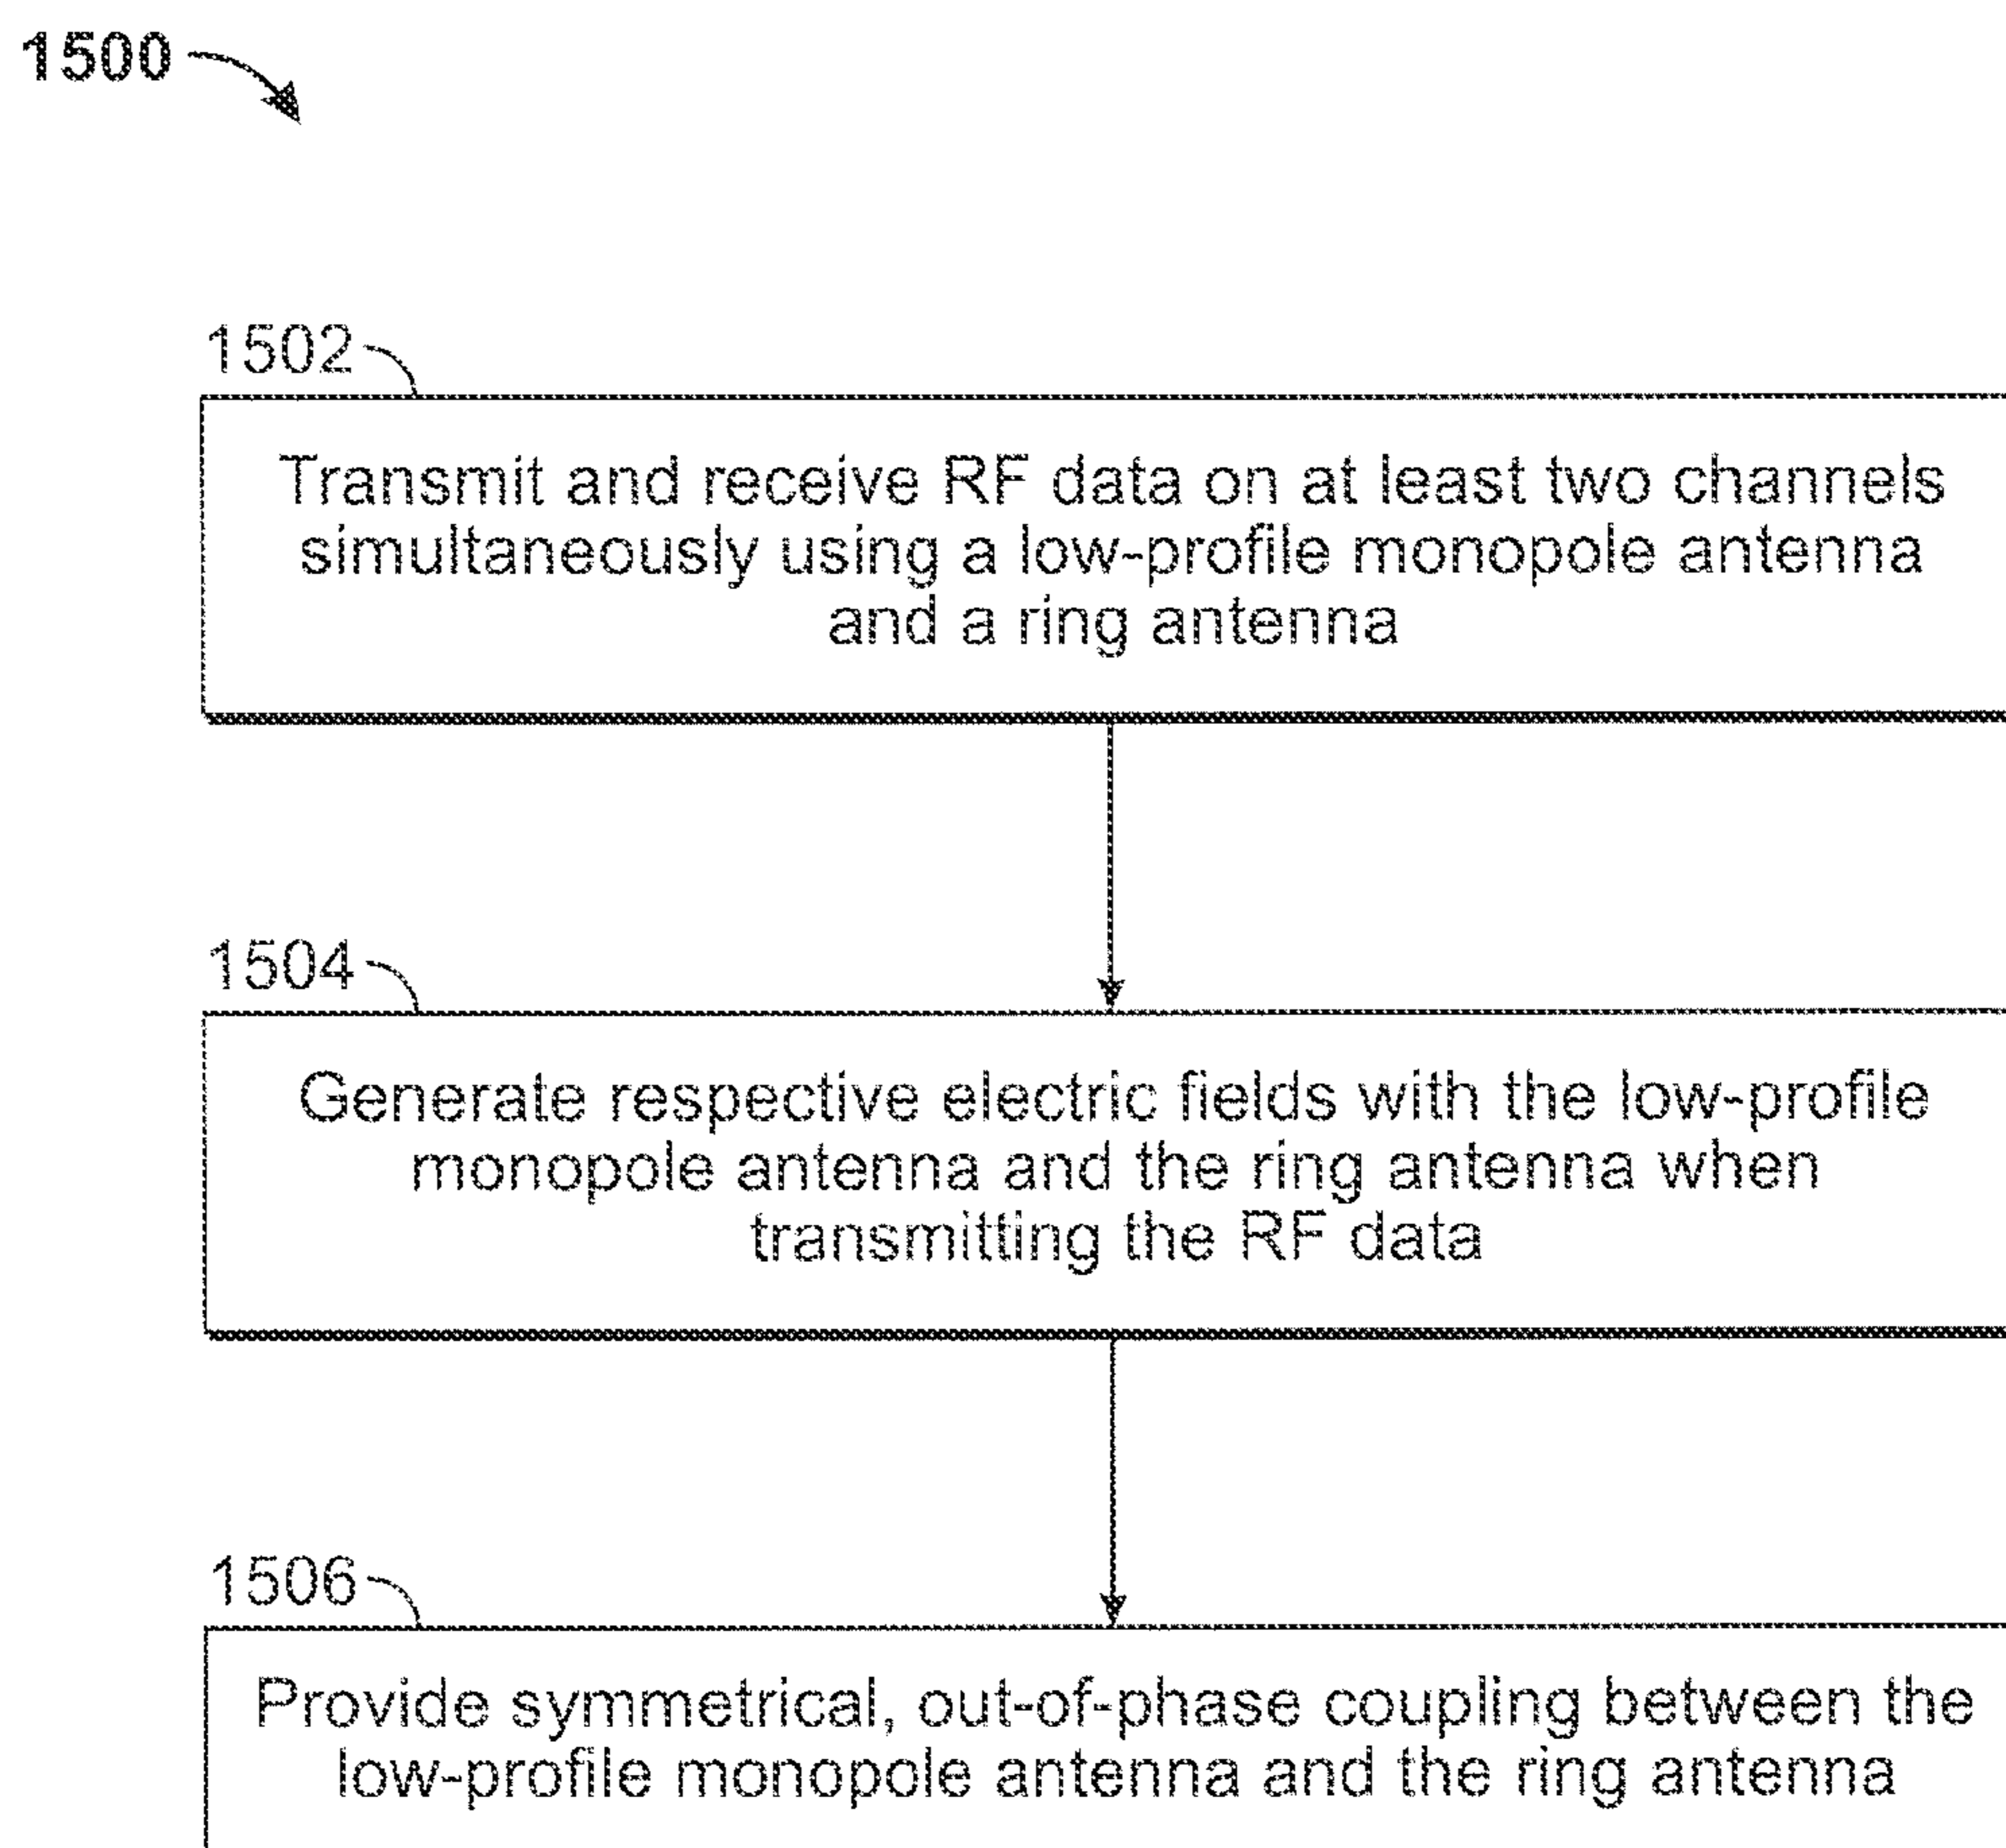 1500
1502
Transmit and receive RF data on at least two channels
simultaneously using a low-profile monopole antenna
and a ring antenna
1504
Generate respective electric fields with the low-profile
monopole antenna and the ring antenna when
transmitting the RF data
1506
Provide symmetrical, out-of-phase coupling between the
low-profile monopole antenna and the ring antenna